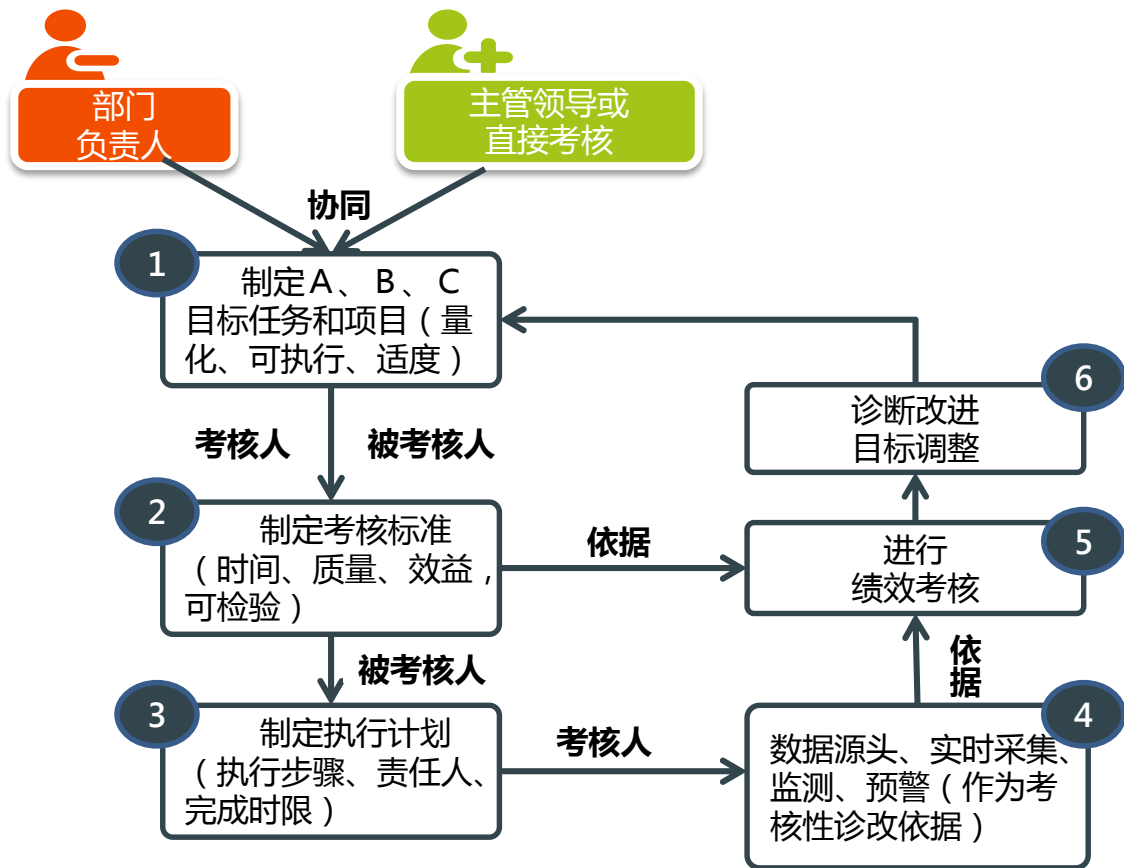 部门
负责人
主管领导或
直接考核
协同
1
制定A、B、C
目标任务和项目（量
化、可执行、适度）
考核人
被考核人
2
制定考核标准
（时间、质量、效益，
可检验）
依据
被考核人
3
制定执行计划
（执行步骤、责任人、
完成时限）
考核人
4
数据源头、实时采集、
监测、预警（作为考
核性诊改依据）
依
据
5
进行
绩效考核
6
诊断改进
目标调整